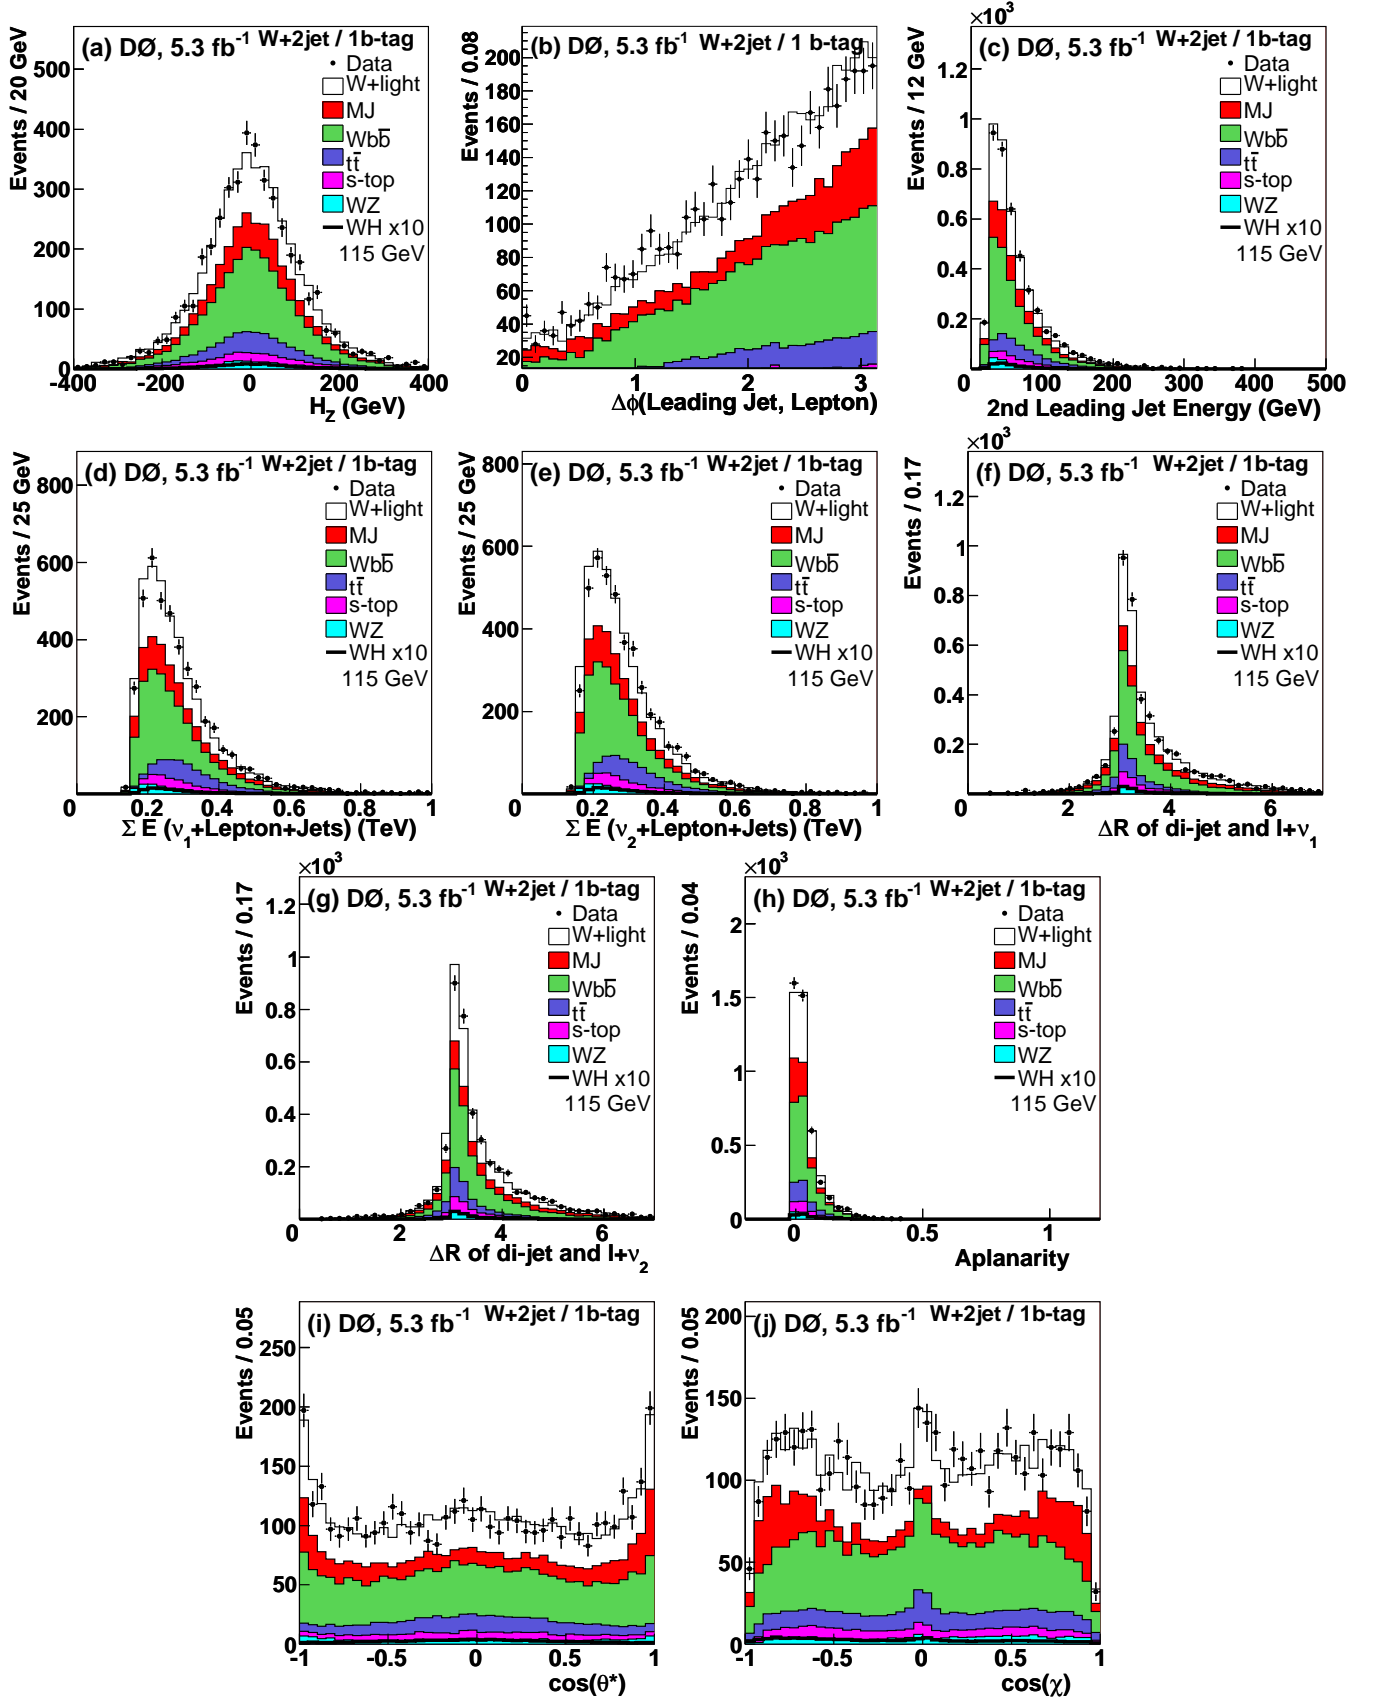 (a) DØ, 5.3 fb⁻¹ W+2jet / 1b-tag
Events / 20 GeV
500
400
300
200
100
0
Data
W+light
MJ
Wbb̅
tt̅
s-top
WZ
WH x10
115 GeV
-400 -200 0 200 400
H_Z (GeV)
(b) DØ, 5.3 fb⁻¹ W+2jet / 1 b-tag
Events / 0.08
200
180
160
140
120
100
80
60
40
20
0 1 2 3
Δϕ(Leading Jet, Lepton)
×10³
(c) DØ, 5.3 fb⁻¹ W+2jet / 1b-tag
Events / 12 GeV
1.2
1
0.8
0.6
0.4
0.2
Data
W+light
MJ
Wbb̅
tt̅
s-top
WZ
WH x10
115 GeV
0 100 200 300 400 500
2nd Leading Jet Energy (GeV)
(d) DØ, 5.3 fb⁻¹ W+2jet / 1b-tag
Events / 25 GeV
800
600
400
200
Data
W+light
MJ
Wbb̅
tt̅
s-top
WZ
WH x10
115 GeV
0 0.2 0.4 0.6 0.8 1
Σ E (ν₁+Lepton+Jets) (TeV)
(e) DØ, 5.3 fb⁻¹ W+2jet / 1b-tag
Events / 25 GeV
800
600
400
200
Data
W+light
MJ
Wbb̅
tt̅
s-top
WZ
WH x10
115 GeV
0 0.2 0.4 0.6 0.8 1
Σ E (ν₂+Lepton+Jets) (TeV)
×10³
(f) DØ, 5.3 fb⁻¹ W+2jet / 1b-tag
Events / 0.17
1.2
1
0.8
0.6
0.4
0.2
Data
W+light
MJ
Wbb̅
tt̅
s-top
WZ
WH x10
115 GeV
0 2 4 6
ΔR of di-jet and l+ν₁
×10³
(g) DØ, 5.3 fb⁻¹ W+2jet / 1b-tag
Events / 0.17
1.2
1
0.8
0.6
0.4
0.2
Data
W+light
MJ
Wbb̅
tt̅
s-top
WZ
WH x10
115 GeV
0 2 4 6
ΔR of di-jet and l+ν₂
×10³
(h) DØ, 5.3 fb⁻¹ W+2jet / 1b-tag
Events / 0.04
2
1.5
1
0.5
0
Data
W+light
MJ
Wbb̅
tt̅
s-top
WZ
WH x10
115 GeV
0 0.5 1
Aplanarity
(i) DØ, 5.3 fb⁻¹ W+2jet / 1b-tag
Events / 0.05
250
200
150
100
50
0
-1 -0.5 0 0.5 1
cos(θ*)
(j) DØ, 5.3 fb⁻¹ W+2jet / 1b-tag
Events / 0.05
200
150
100
50
0
-1 -0.5 0 0.5 1
cos(χ)